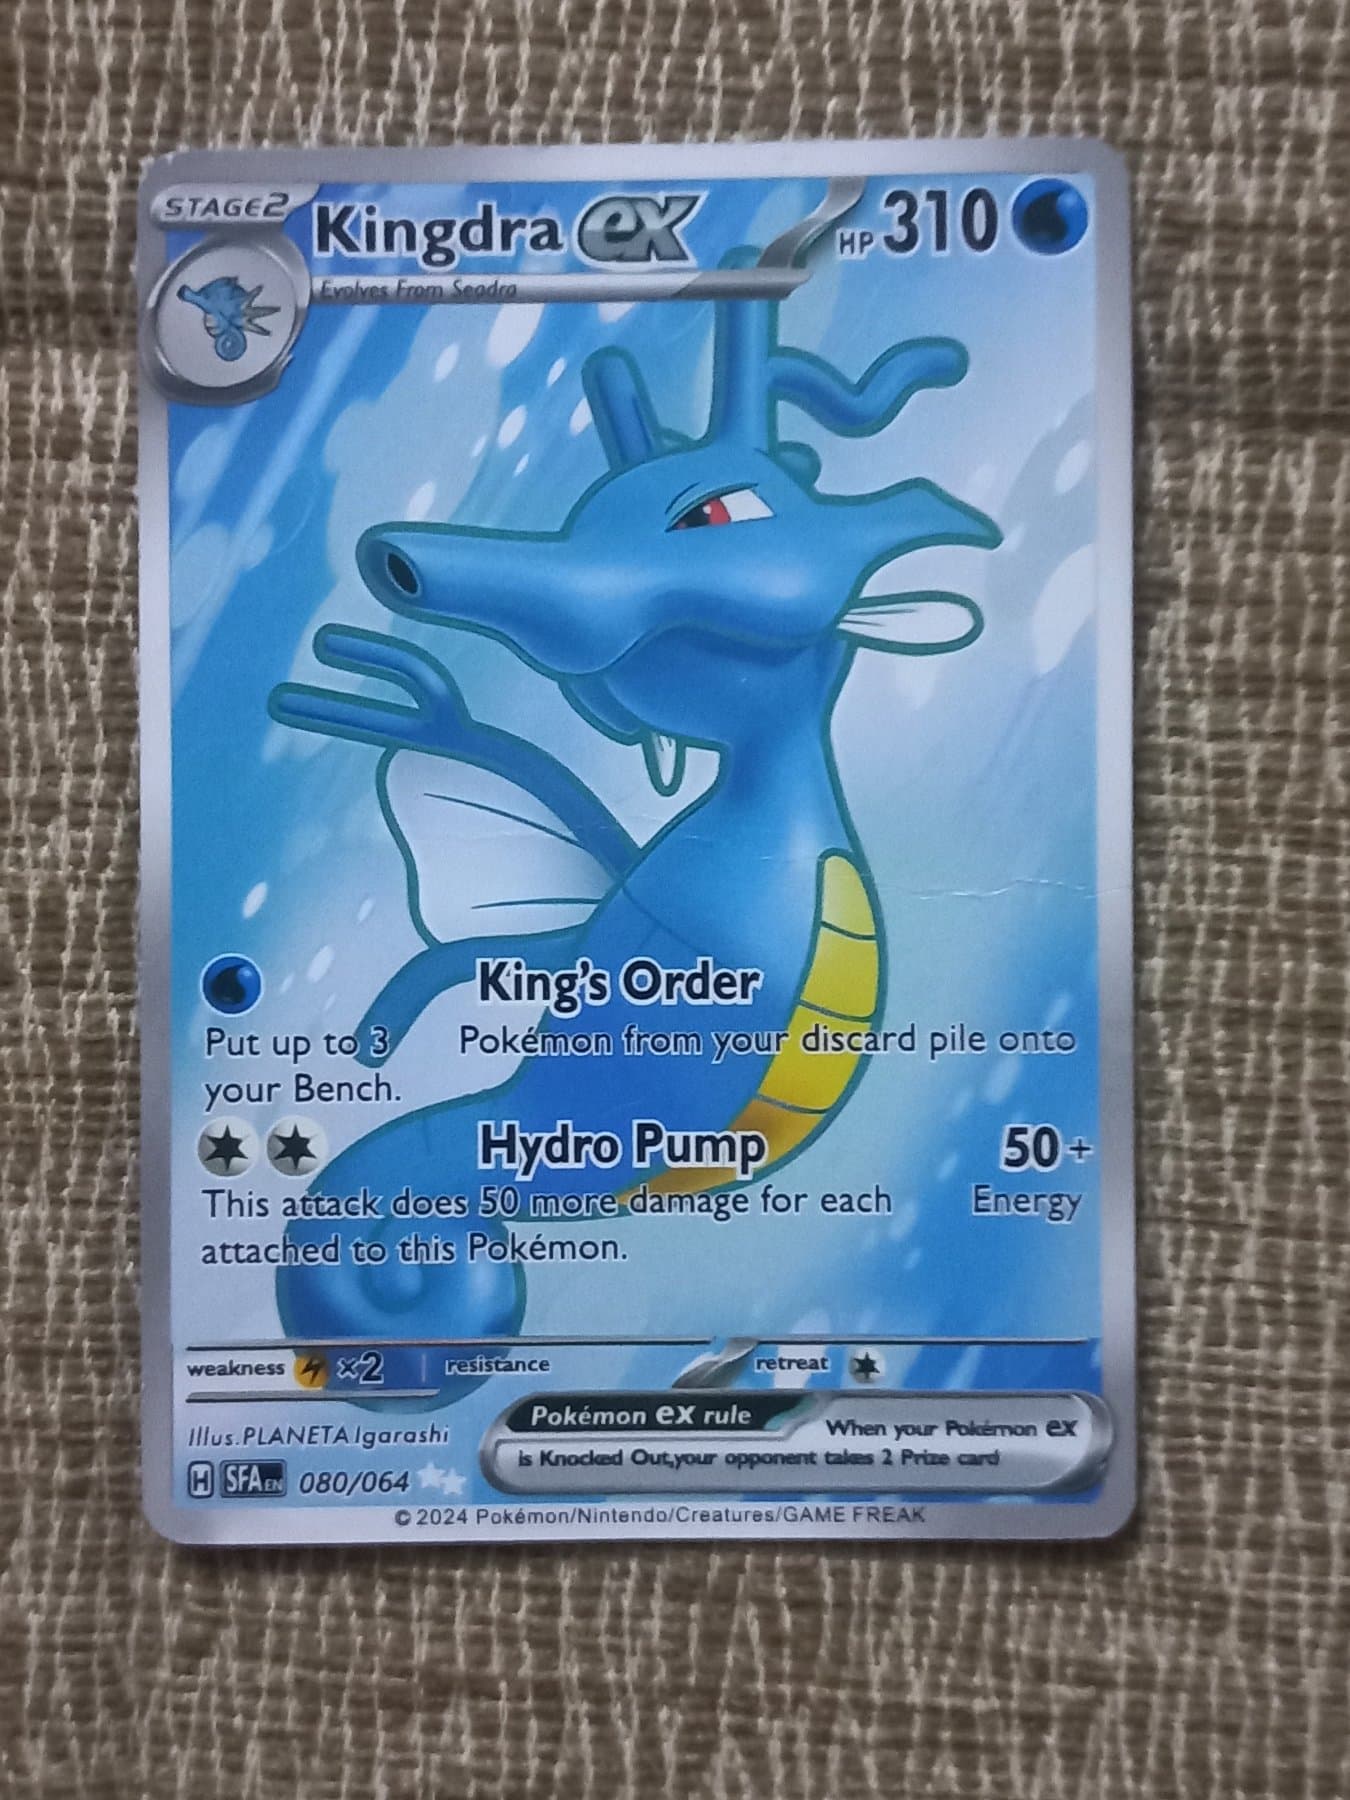 STAGE2 Kingdra ex HP 310
Evolves From Seadra
King's Order
Put up to 3 Pokémon from your discard pile onto
your Bench.
Hydro Pump 50+
This attack does 50 more damage for each Energy
attached to this Pokémon.
weakness ×2 resistance retreat
Illus.PLANETA Igarashi
Pokémon ex rule When your Pokémon ex
is Knocked Out,your opponent takes 2 Prize card
H SFA EN 080/064
©2024 Pokémon/Nintendo/Creatures/GAME FREAK